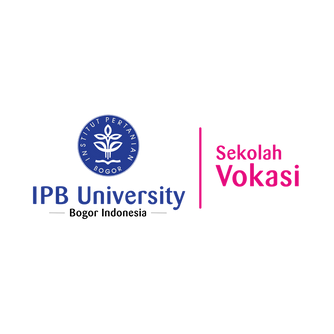 INSTITUT PERTANIAN
BOGOR
IPB University
Bogor Indonesia
Sekolah
Vokasi